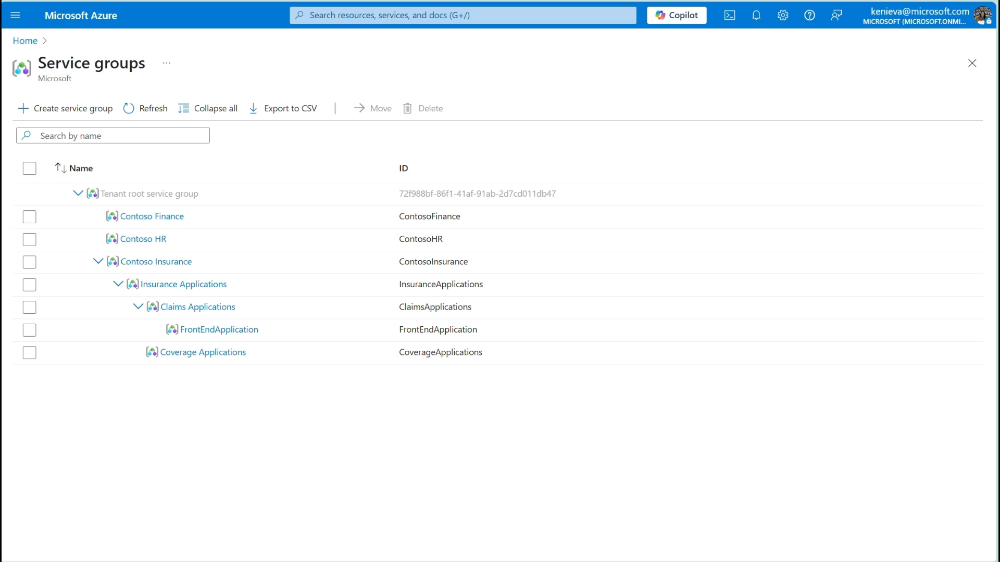 Microsoft Azure
Search resources, services, and docs (G+/)
Copilot
kenieva@microsoft.com
MICROSOFT (MICROSOFT.ONMI...
Home
Service groups ...
Microsoft
Create service group Refresh Collapse all Export to CSV | Move Delete
Search by name
Name ID
Tenant root service group 72f988bf-86f1-41af-91ab-2d7cd011db47
Contoso Finance ContosoFinance
Contoso HR ContosoHR
Contoso Insurance ContosoInsurance
Insurance Applications InsuranceApplications
Claims Applications ClaimsApplications
FrontEndApplication FrontEndApplication
Coverage Applications CoverageApplications